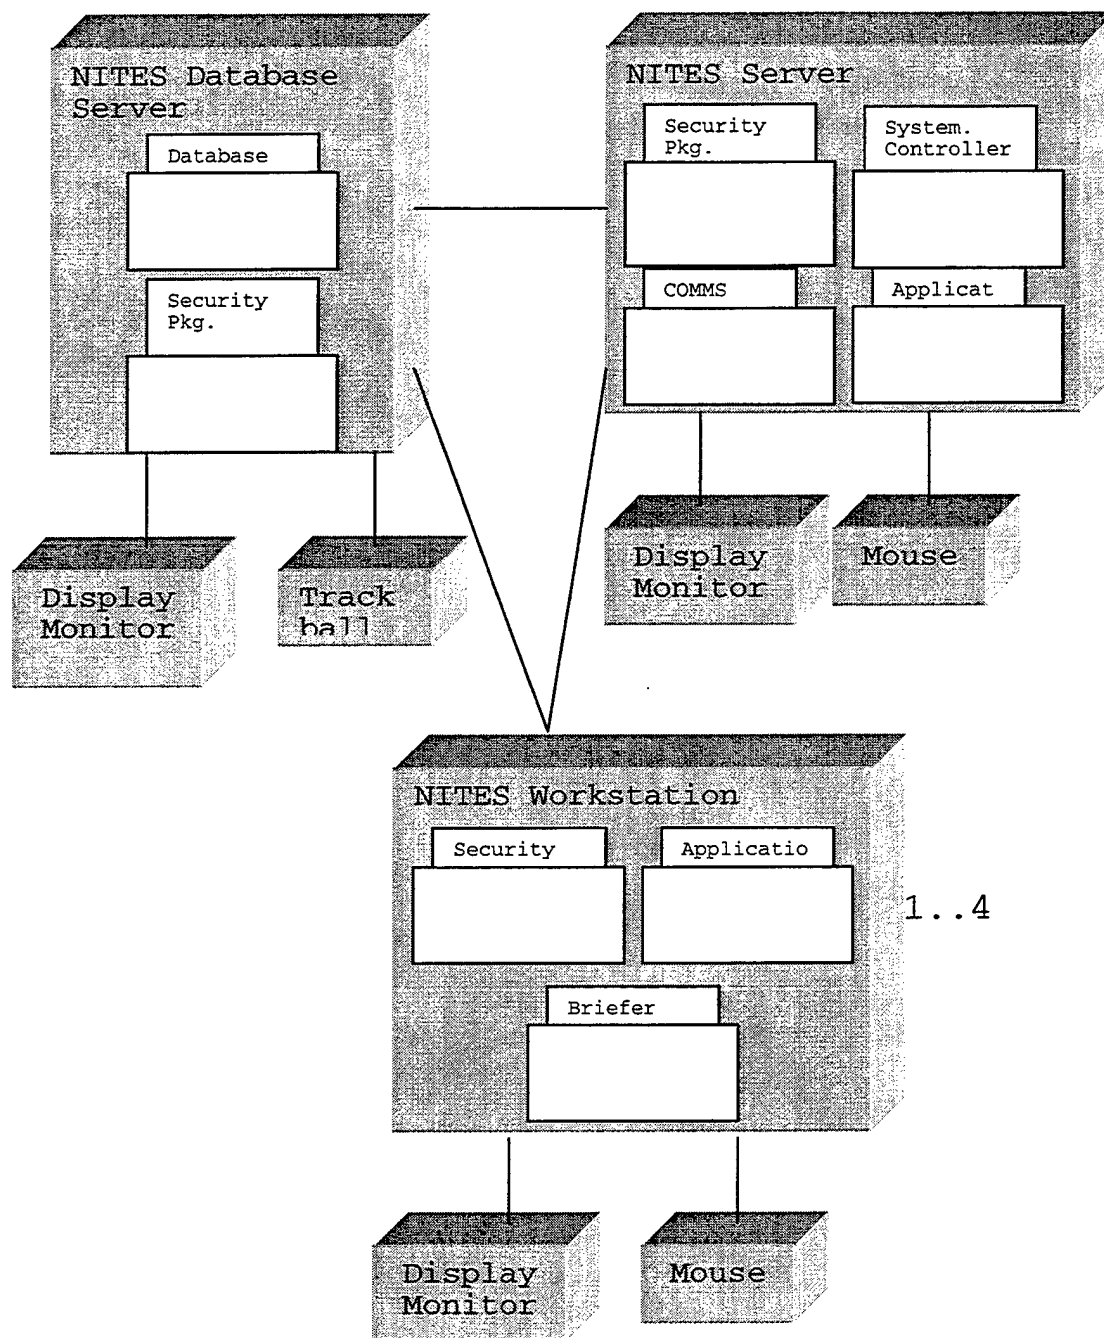 NITES Database
Server
Database
Security
Pkg.
Display
Monitor
Track
ball
NITES Server
Security
Pkg.
System.
Controller
COMMS
Applicat
Display
Monitor
Mouse
NITES Workstation
Security
Applicatio
Briefer
1..4
Display
Monitor
Mouse